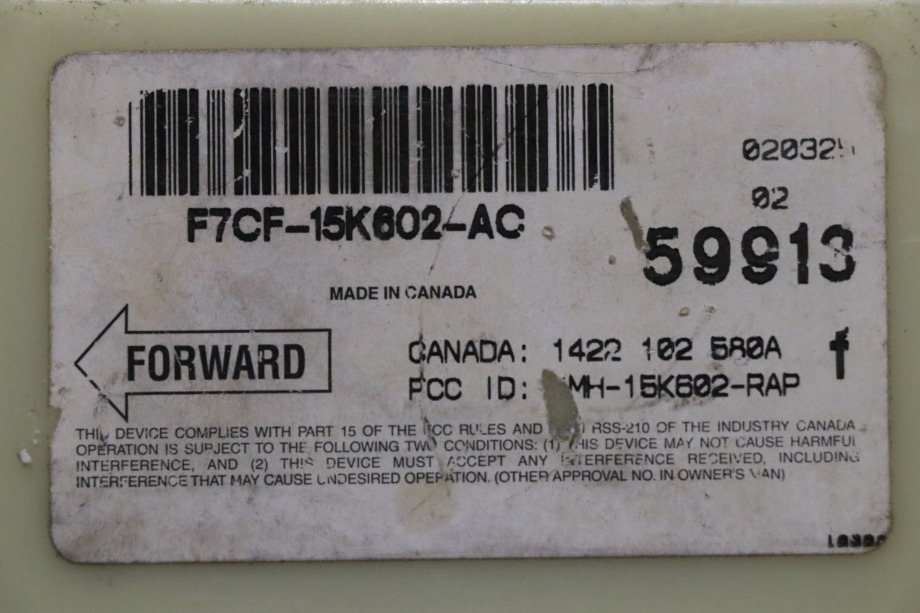 F7CF-15K602-AC
02
59913
MADE IN CANADA
FORWARD
CANADA: 1422 102 580A
FCC ID: MH-15K602-RAP
f
THIS DEVICE COMPLIES WITH PART 15 OF THE FCC RULES AND RSS-210 OF THE INDUSTRY CANADA
OPERATION IS SUBJECT TO THE FOLLOWING TWO CONDITIONS: (1) THIS DEVICE MAY NOT CAUSE HARMFUL
INTERFERENCE, AND (2) THIS DEVICE MUST ACCEPT ANY INTERFERENCE RECEIVED, INCLUDING
INTERFERENCE THAT MAY CAUSE UNDESIRED OPERATION. (OTHER APPROVAL NO. IN OWNER'S MAN)